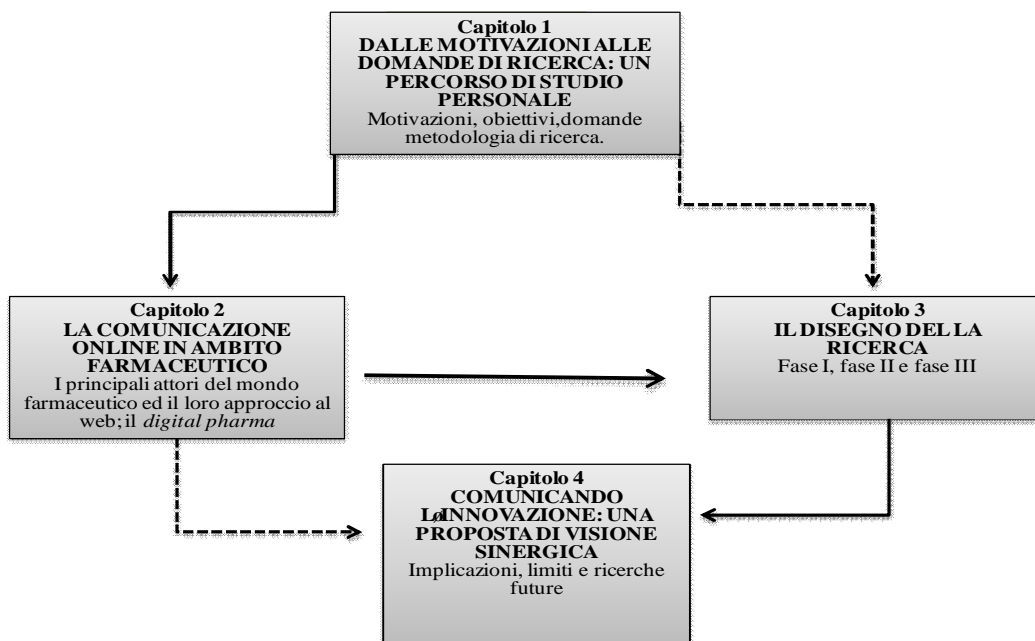 Capitolo 1
DALLE MOTIVAZIONI ALLE
DOMANDE DI RICERCA: UN
PERCORSO DI STUDIO
PERSONALE
Motivazioni, obiettivi,domande
metodologia di ricerca.
Capitolo 2
LA COMUNICAZIONE
ONLINE IN AMBITO
FARMACEUTICO
I principali attori del mondo
farmaceutico ed il loro approccio al
web; il digital pharma
Capitolo 3
IL DISEGNO DEL LA
RICERCA
Fase I, fase II e fase III
Capitolo 4
COMUNICANDO
LøINNOVAZIONE: UNA
PROPOSTA DI VISIONE
SINERGICA
Implicazioni, limiti e ricerche
future